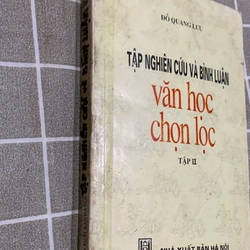 ĐỖ QUANG LƯU
TẬP NGHIÊN CỨU VÀ BÌNH LUẬN
văn học
chọn lọc
TẬP II
NHÀ XUẤT BẢN HÀ NỘI